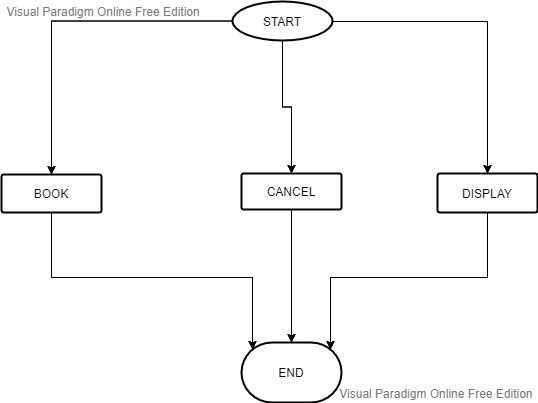 Visual Paradigm Online Free Edition
START
BOOK
CANCEL
DISPLAY
END
Visual Paradigm Online Free Edition